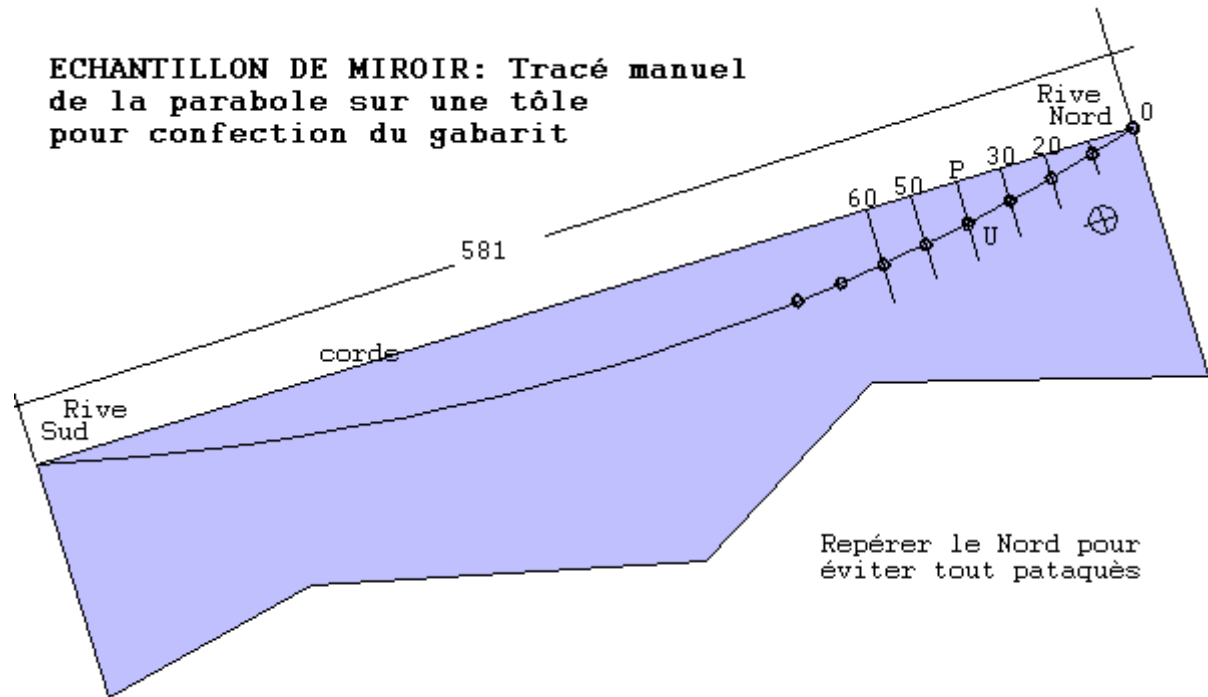 ECHANTILLON DE MIROIR: Tracé manuel
de la parabole sur une tôle
pour confection du gabarit
Rive
Nord
0
20
30
P
50
60
U
581
corde
Rive
Sud
Repérer le Nord pour
éviter tout pataquès